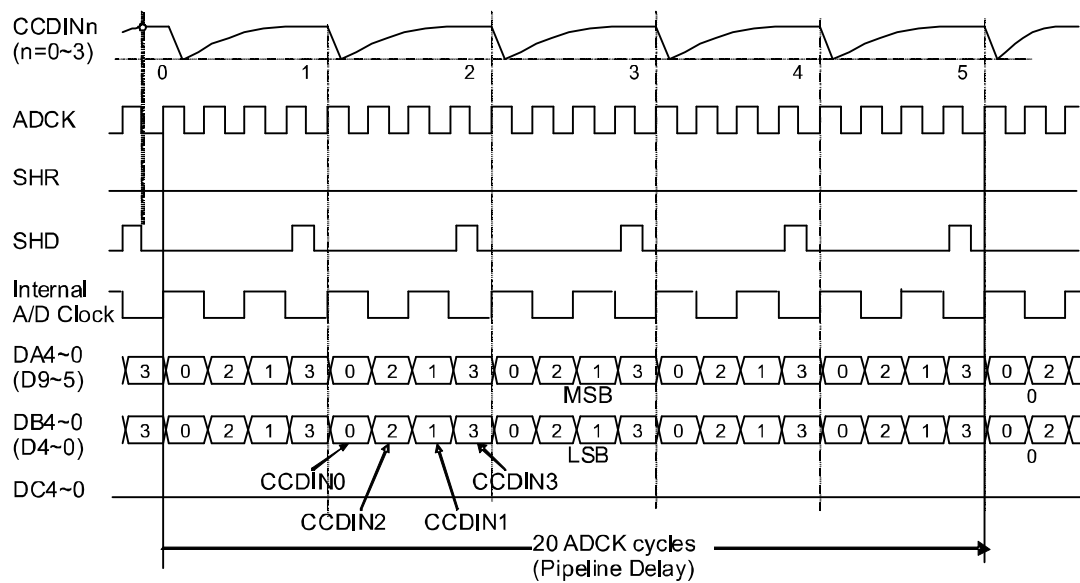 CCDINn
(n=0~3)
0 1 2 3 4 5
ADCK
SHR
SHD
Internal
A/D Clock
DA4~0
(D9~5)
3 0 2 1 3 0 2 1 3 0 2 1 3 0 2 1 3 0 2 1 3 0 2
MSB
0
DB4~0
(D4~0)
3 0 2 1 3 0 2 1 3 0 2 1 3 0 2 1 3 0 2 1 3 0 2
LSB
0
CCDIN0
CCDIN3
DC4~0
CCDIN2
CCDIN1
20 ADCK cycles
(Pipeline Delay)